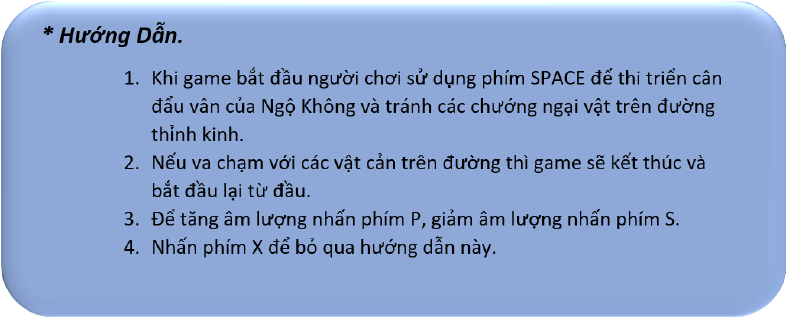 * Hướng Dẫn.
1. Khi game bắt đầu người chơi sử dụng phím SPACE để thi triển cân
đẩu vân của Ngộ Không và tránh các chướng ngại vật trên đường
thỉnh kinh.
2. Nếu va chạm với các vật cản trên đường thì game sẽ kết thúc và
bắt đầu lại từ đầu.
3. Để tăng âm lượng nhấn phím P, giảm âm lượng nhấn phím S.
4. Nhấn phím X để bỏ qua hướng dẫn này.